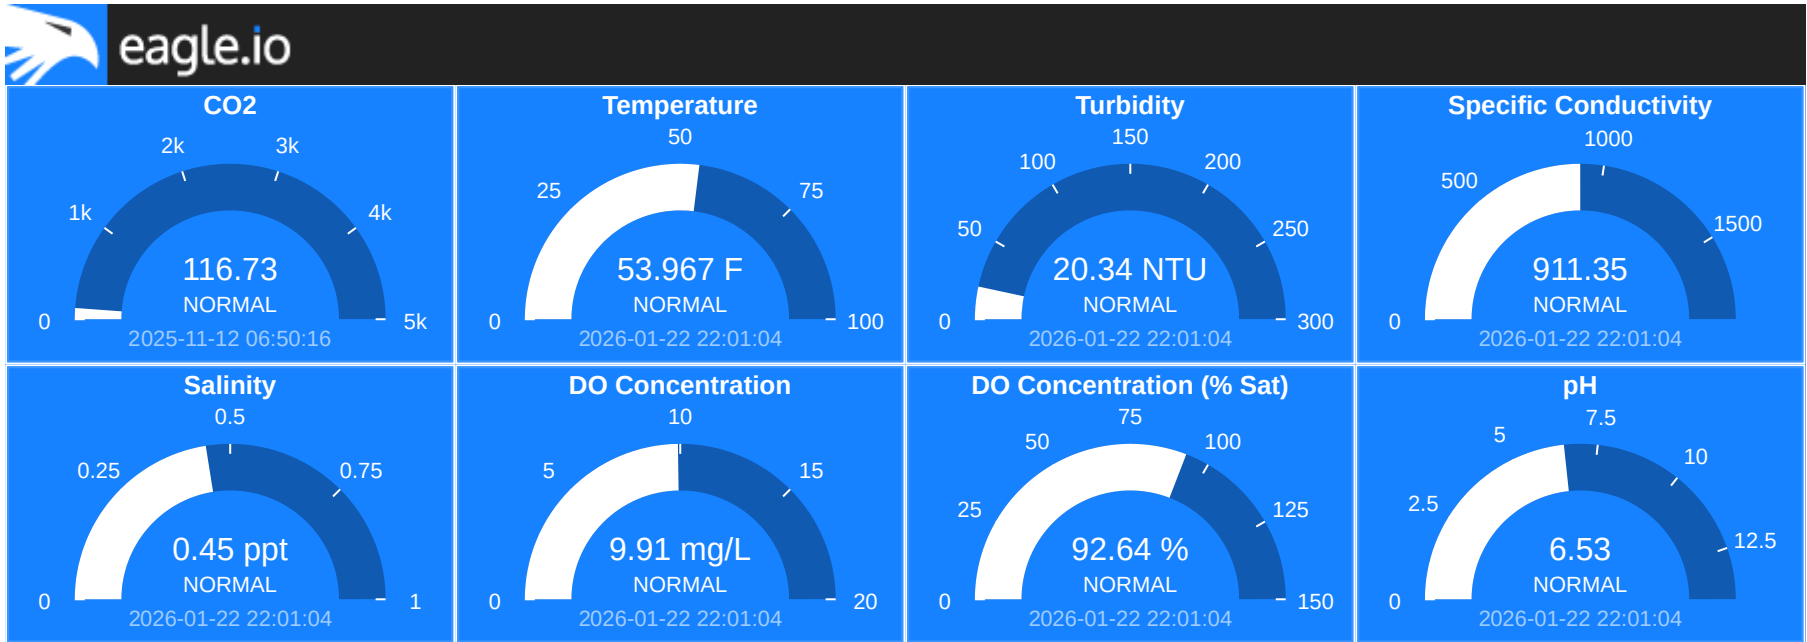 eagle.io
CO2
0
1k
2k
3k
4k
5k
116.73
NORMAL
2025-11-12 06:50:16
Temperature
0
25
50
75
100
53.967 F
NORMAL
2026-01-22 22:01:04
Turbidity
0
50
100
150
200
250
300
20.34 NTU
NORMAL
2026-01-22 22:01:04
Specific Conductivity
0
500
1000
1500
911.35
NORMAL
2026-01-22 22:01:04
Salinity
0
0.25
0.5
0.75
1
0.45 ppt
NORMAL
2026-01-22 22:01:04
DO Concentration
0
5
10
15
20
9.91 mg/L
NORMAL
2026-01-22 22:01:04
DO Concentration (% Sat)
0
25
50
75
100
125
150
92.64 %
NORMAL
2026-01-22 22:01:04
pH
0
2.5
5
7.5
10
12.5
6.53
NORMAL
2026-01-22 22:01:04